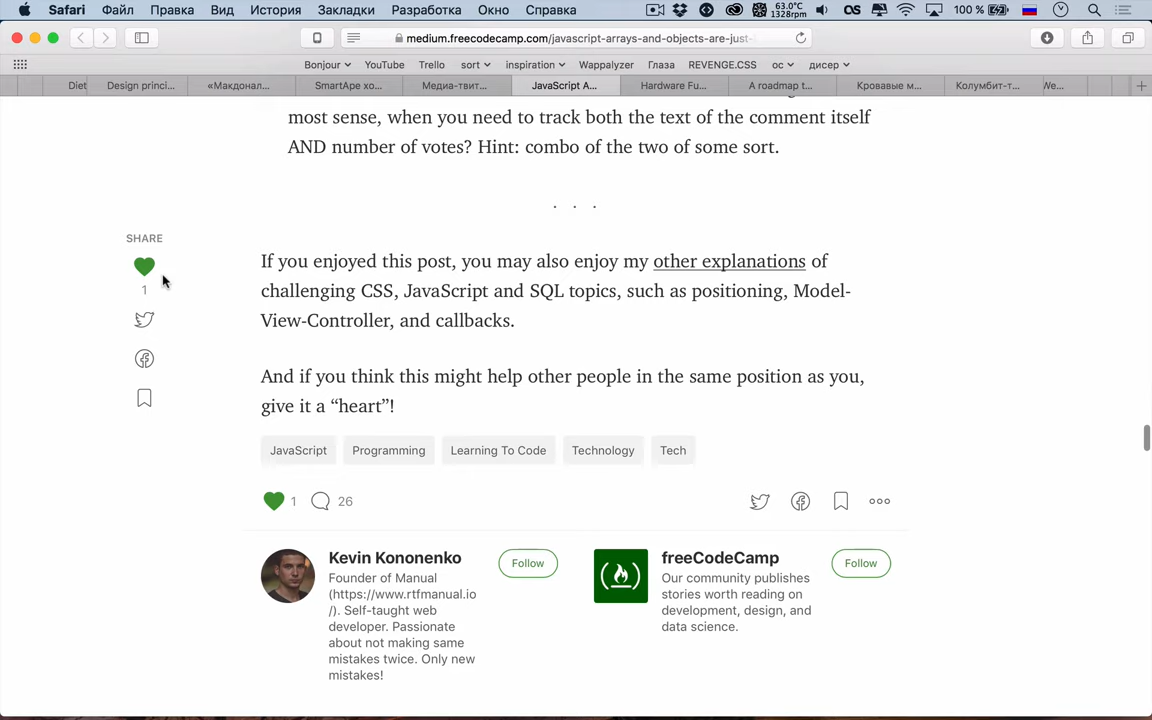 Safari Файл Правка Вид История Закладки Разработка Окно Справка 63.0°C 1328rpm 100 %
medium.freecodecamp.com/javascript-arrays-and-objects-are-just-
Bonjour YouTube Trello sort inspiration Wappalyzer Глаза REVENGE.CSS ос дисер
Diet Design princi... «Макдонал... SmartApe хо... Медиа-твит... JavaScript A... Hardware Fu... A roadmap t... Кровавые м... Колумбит-т... We...
most sense, when you need to track both the text of the comment itself
AND number of votes? Hint: combo of the two of some sort.
. . .
SHARE
1
If you enjoyed this post, you may also enjoy my other explanations of
challenging CSS, JavaScript and SQL topics, such as positioning, Model-
View-Controller, and callbacks.
And if you think this might help other people in the same position as you,
give it a “heart”!
JavaScript Programming Learning To Code Technology Tech
1 26
Kevin Kononenko
Follow
Founder of Manual
(https://www.rtfmanual.io
/). Self-taught web
developer. Passionate
about not making same
mistakes twice. Only new
mistakes!
freeCodeCamp
Follow
Our community publishes
stories worth reading on
development, design, and
data science.